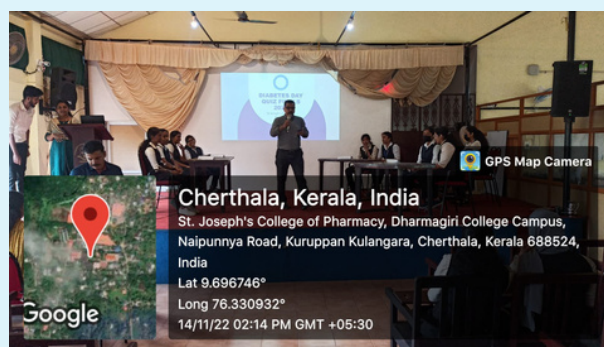 DIABETES DAY
GPS Map Camera
Cherthala, Kerala, India
St. Joseph's College of Pharmacy, Dharmagiri College Campus,
Naipunnya Road, Kuruppan Kulangara, Cherthala, Kerala 688524,
India
Lat 9.696746°
Long 76.330932°
14/11/22 02:14 PM GMT +05:30
Google